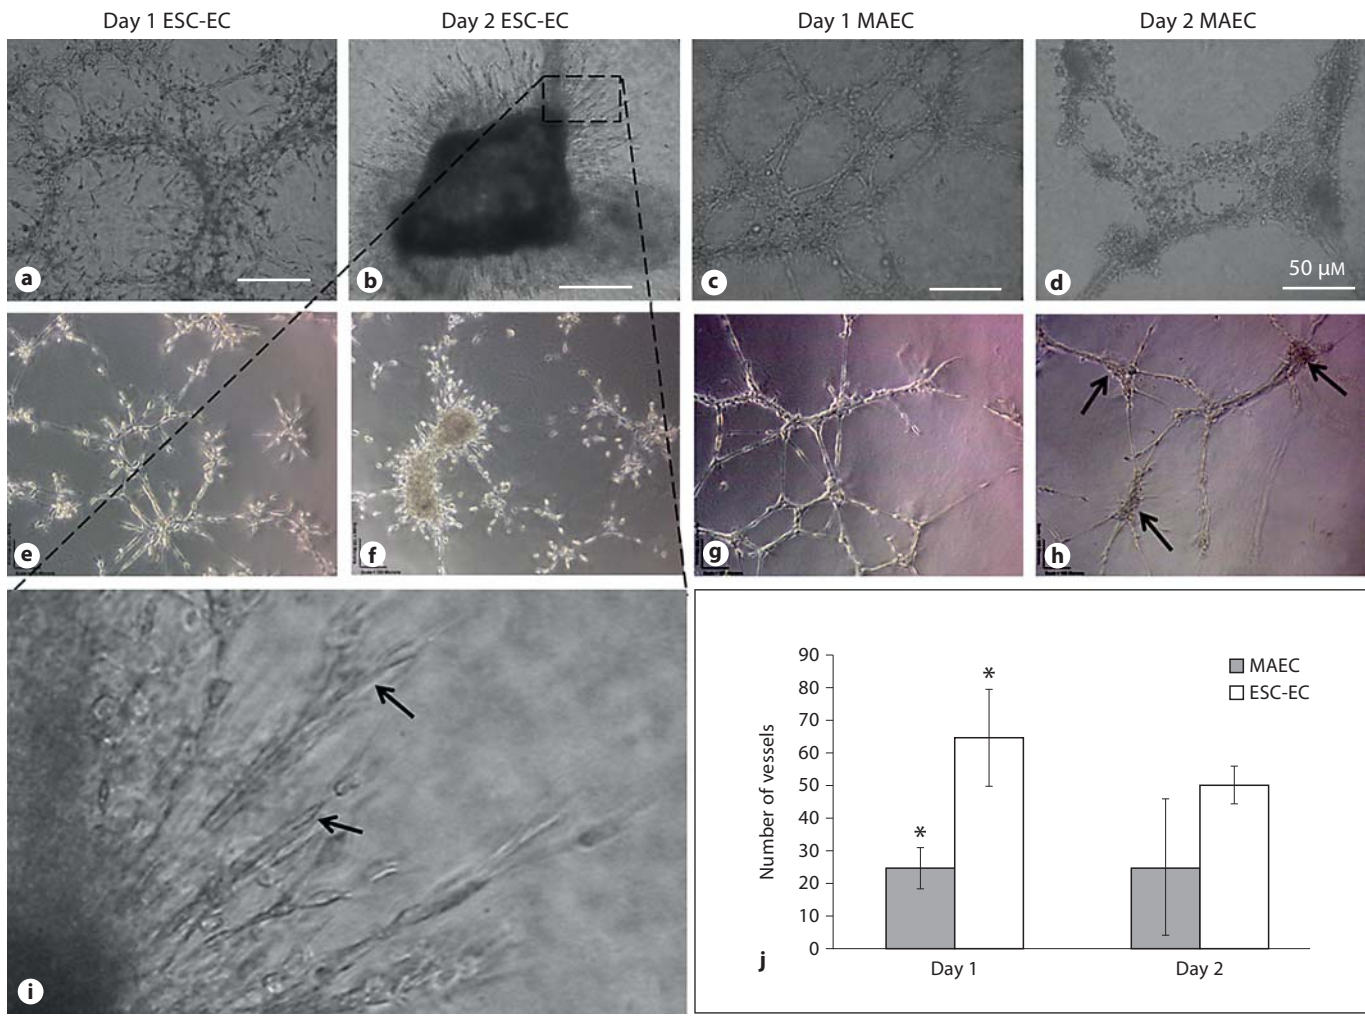 Day 1 ESC-EC
Day 2 ESC-EC
Day 1 MAEC
Day 2 MAEC
a
b
c
50 µM
d
e
f
g
h
i
90
80
70
60
50
40
30
20
10
0
Number of vessels
*
*
MAEC
ESC-EC
Day 1
Day 2
j